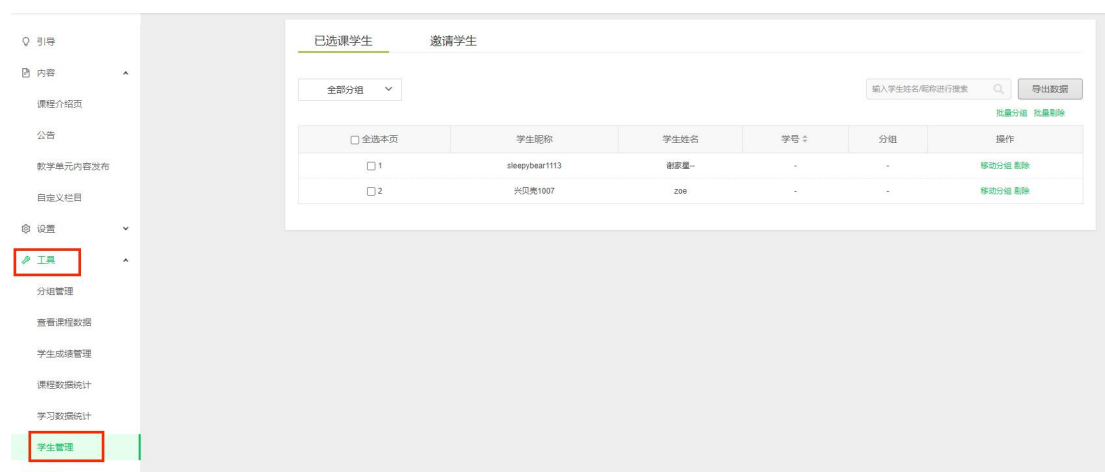 引导
内容
课程介绍页
公告
教学单元内容发布
自定义栏目
设置
工具
分组管理
查看课程数据
学生成绩管理
课程数据统计
学习数据统计
学生管理
已选课学生 邀请学生
全部分组 输入学生姓名/昵称进行搜索 导出数据
批量分组 批量剔除
全选本页 学生昵称 学生姓名 学号 分组 操作
1 sleepybear1113 谢家星-- - - 移动分组 剔除
2 兴贝壳1007 zoe - - 移动分组 剔除